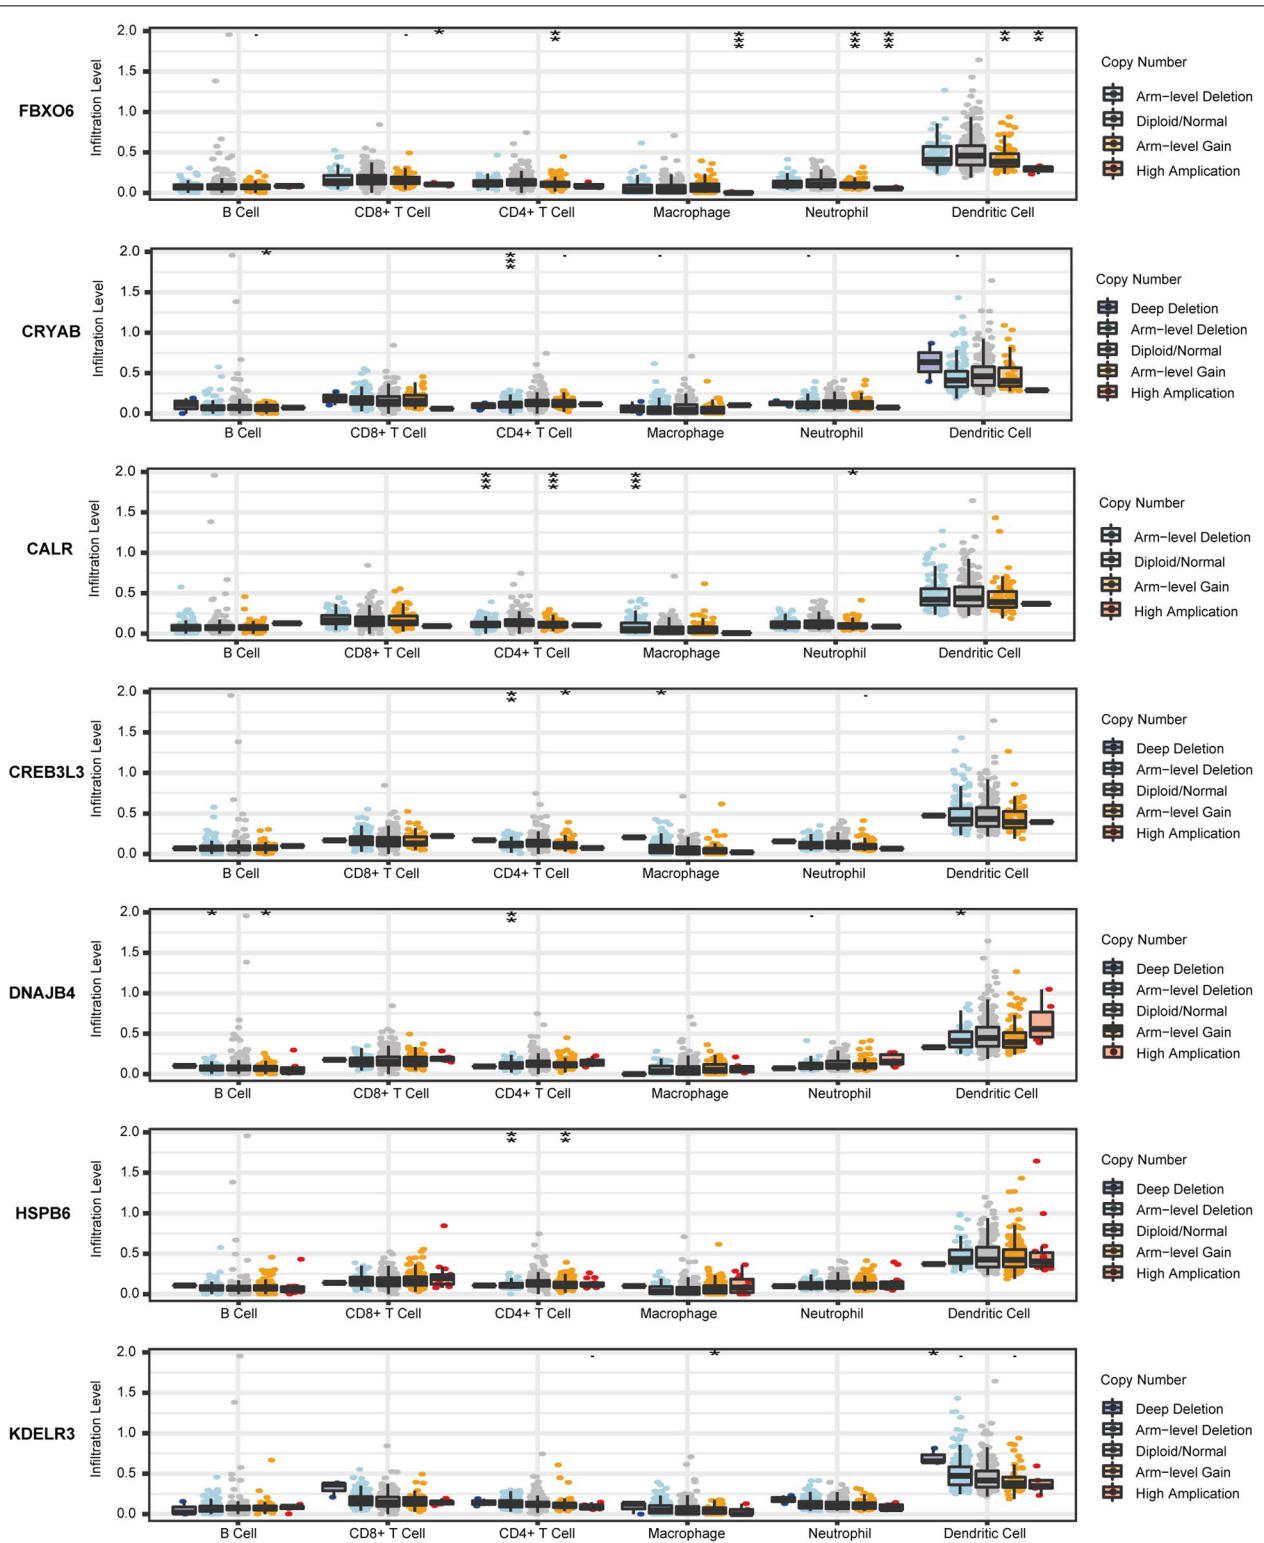 FBXO6
Infiltration Level
2.0
1.5
1.0
0.5
0.0
. . * ** *** *** *** ** **
B Cell CD8+ T Cell CD4+ T Cell Macrophage Neutrophil Dendritic Cell
Copy Number
Arm−level Deletion
Diploid/Normal
Arm−level Gain
High Amplication
CRYAB
Infiltration Level
2.0
1.5
1.0
0.5
0.0
* *** . . . .
B Cell CD8+ T Cell CD4+ T Cell Macrophage Neutrophil Dendritic Cell
Copy Number
Deep Deletion
Arm−level Deletion
Diploid/Normal
Arm−level Gain
High Amplication
CALR
Infiltration Level
2.0
1.5
1.0
0.5
0.0
*** *** *** *
B Cell CD8+ T Cell CD4+ T Cell Macrophage Neutrophil Dendritic Cell
Copy Number
Arm−level Deletion
Diploid/Normal
Arm−level Gain
High Amplication
CREB3L3
Infiltration Level
2.0
1.5
1.0
0.5
0.0
** * * .
B Cell CD8+ T Cell CD4+ T Cell Macrophage Neutrophil Dendritic Cell
Copy Number
Deep Deletion
Arm−level Deletion
Diploid/Normal
Arm−level Gain
High Amplication
DNAJB4
Infiltration Level
2.0
1.5
1.0
0.5
0.0
* * ** . *
B Cell CD8+ T Cell CD4+ T Cell Macrophage Neutrophil Dendritic Cell
Copy Number
Deep Deletion
Arm−level Deletion
Diploid/Normal
Arm−level Gain
High Amplication
HSPB6
Infiltration Level
2.0
1.5
1.0
0.5
0.0
** **
B Cell CD8+ T Cell CD4+ T Cell Macrophage Neutrophil Dendritic Cell
Copy Number
Deep Deletion
Arm−level Deletion
Diploid/Normal
Arm−level Gain
High Amplication
KDELR3
Infiltration Level
2.0
1.5
1.0
0.5
0.0
. * * . .
B Cell CD8+ T Cell CD4+ T Cell Macrophage Neutrophil Dendritic Cell
Copy Number
Deep Deletion
Arm−level Deletion
Diploid/Normal
Arm−level Gain
High Amplication